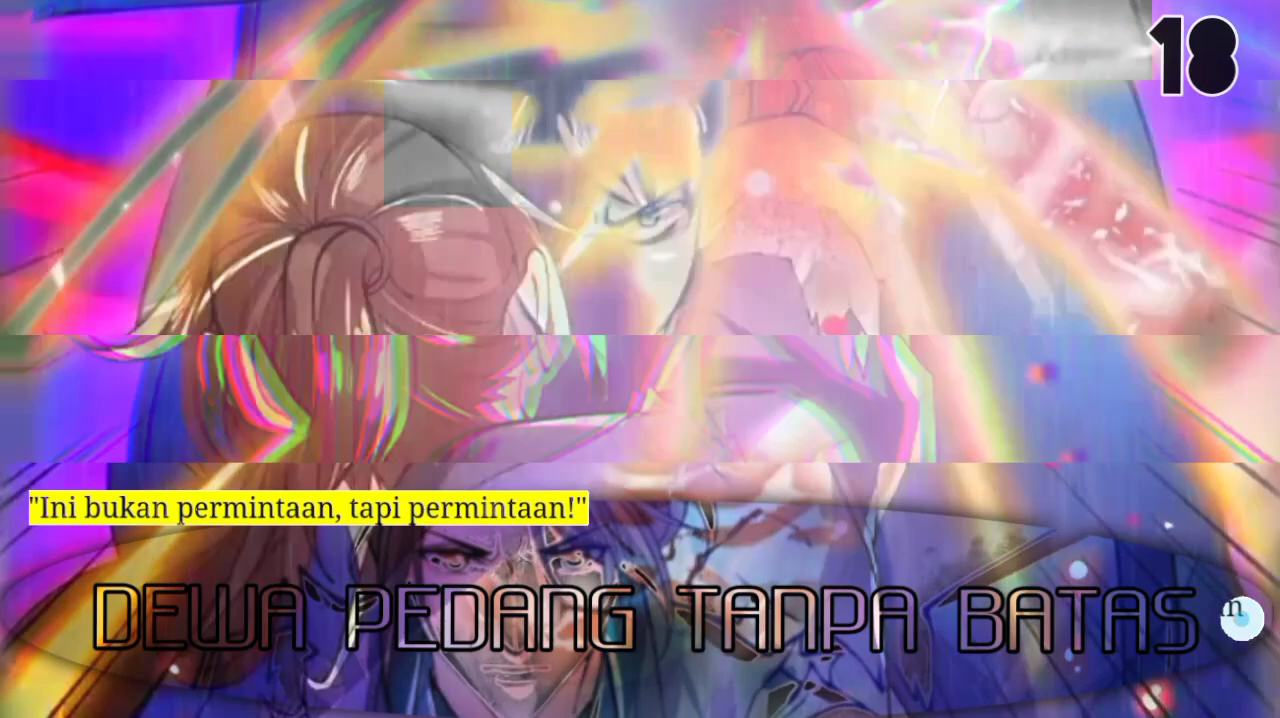 18
"Ini bukan permintaan, tapi permintaan!"
DEWA PEDANG TANPA BATAS
n